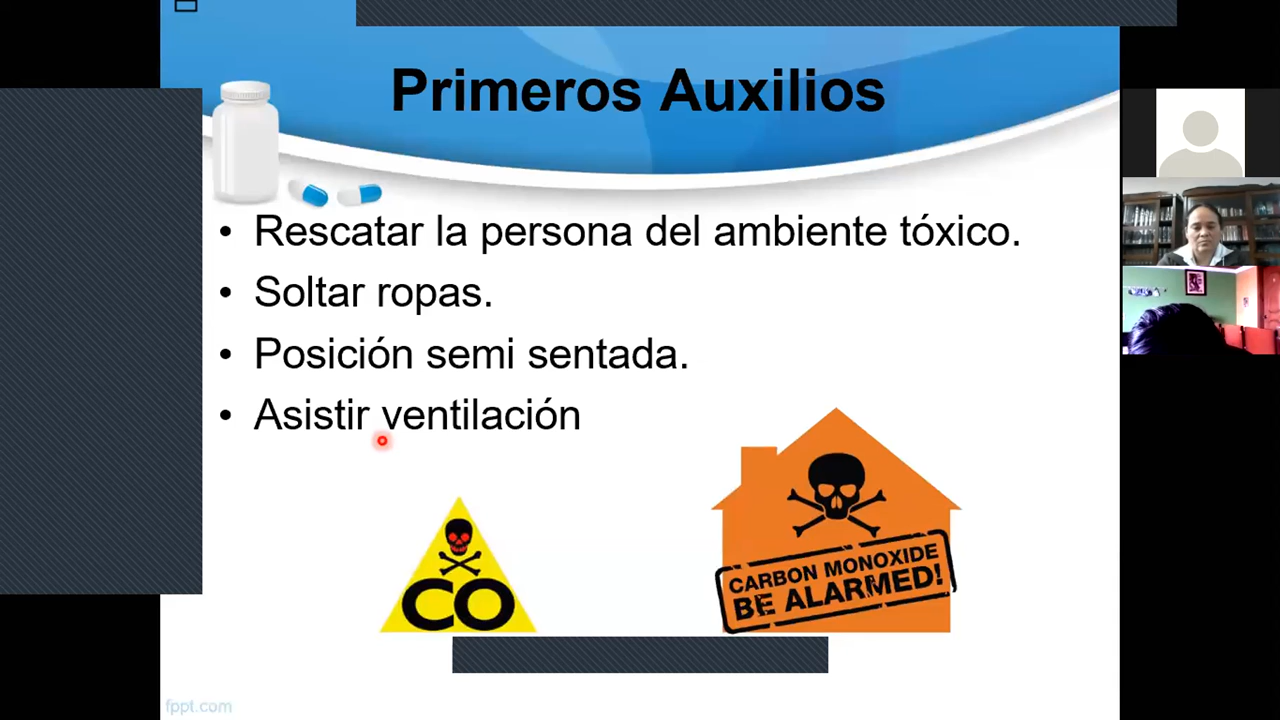 Primeros Auxilios
• Rescatar la persona del ambiente tóxico.
• Soltar ropas.
• Posición semi sentada.
• Asistir ventilación
CO
CARBON MONOXIDE
BE ALARMED!
fppt.com